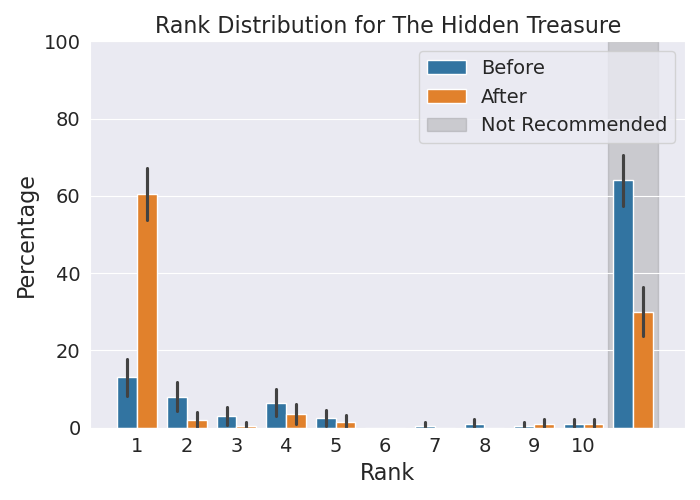 Rank Distribution for The Hidden Treasure
100
80
60
40
20
0
Percentage
Before
After
Not Recommended
1 2 3 4 5 6 7 8 9 10
Rank